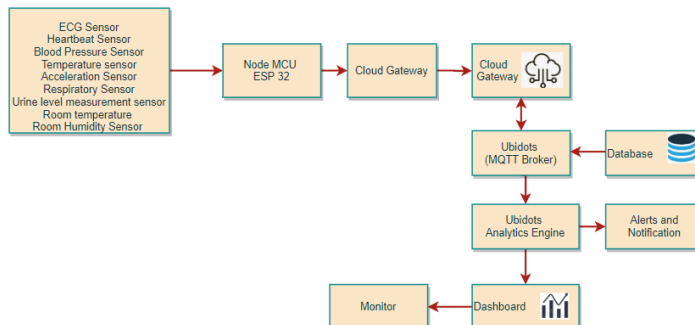 ECG Sensor
Heartbeat Sensor
Blood Pressure Sensor
Temperature sensor
Acceleration Sensor
Respiratory Sensor
Urine level measurement sensor
Room temperature
Room Humidity Sensor
Node MCU
ESP 32
Cloud Gateway
Cloud
Gateway
Ubidots
(MQTT Broker)
Database
Ubidots
Analytics Engine
Alerts and
Notification
Monitor
Dashboard